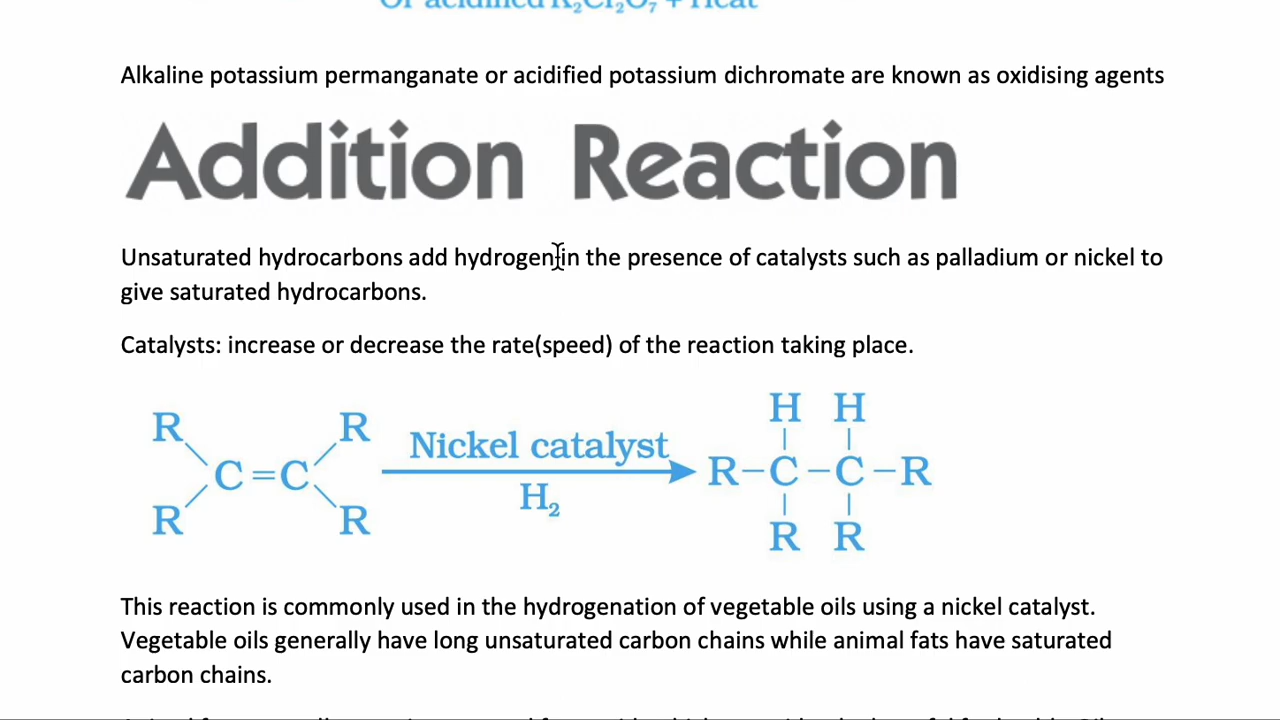 Or acidified K₂Cr₂O₇ + Heat
Alkaline potassium permanganate or acidified potassium dichromate are known as oxidising agents
Addition Reaction
Unsaturated hydrocarbons add hydrogen in the presence of catalysts such as palladium or nickel to
give saturated hydrocarbons.
Catalysts: increase or decrease the rate(speed) of the reaction taking place.
H H
R R
Nickel catalyst
C=C
R–C–C–R
H₂
R R
R R
This reaction is commonly used in the hydrogenation of vegetable oils using a nickel catalyst.
Vegetable oils generally have long unsaturated carbon chains while animal fats have saturated
carbon chains.